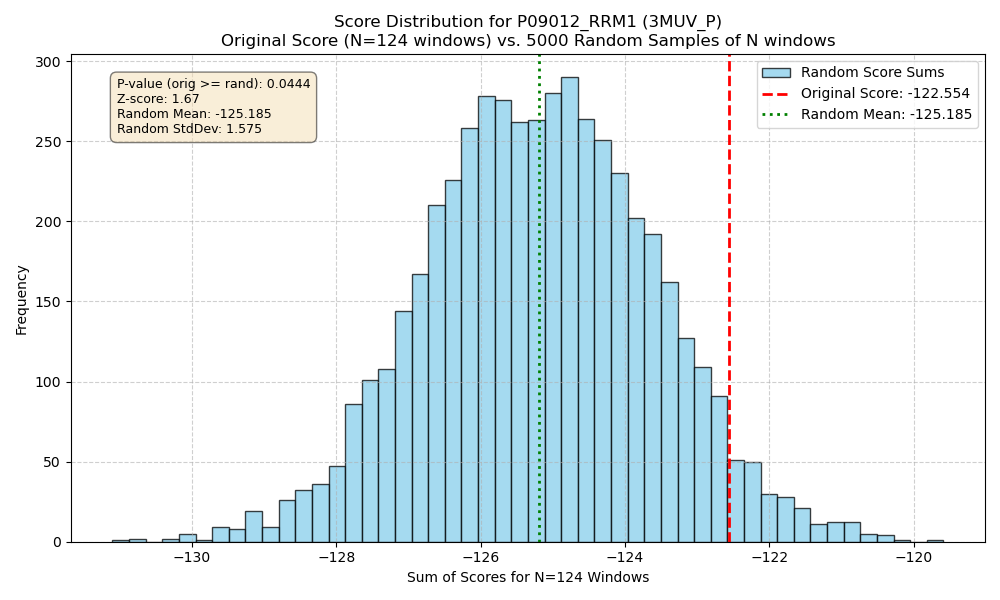 Score Distribution for P09012_RRM1 (3MUV_P)
Original Score (N=124 windows) vs. 5000 Random Samples of N windows
P-value (orig >= rand): 0.0444
Z-score: 1.67
Random Mean: -125.185
Random StdDev: 1.575
Random Score Sums
Original Score: -122.554
Random Mean: -125.185
Frequency
300
250
200
150
100
50
0
−130
−128
−126
−124
−122
−120
Sum of Scores for N=124 Windows